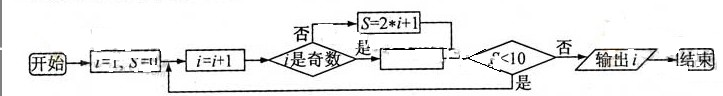 否
S=2*i+1
开始
i=i+1
i是奇数
是
<10
否
输出i
结束
是